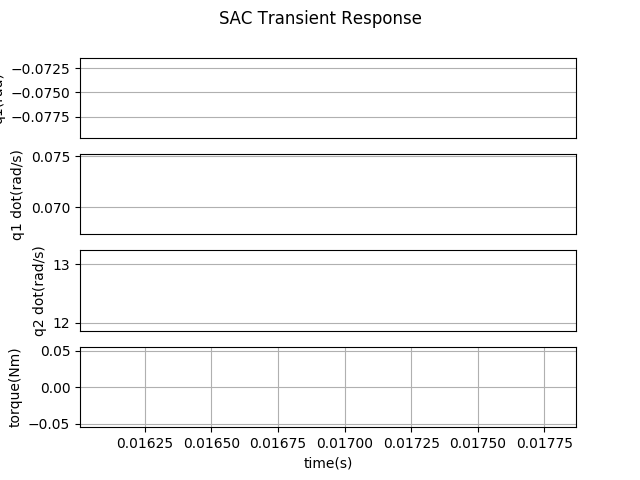 SAC Transient Response
−0.0725
−0.0750
−0.0775
q1(rad)
0.075
0.070
q1 dot(rad/s)
13
12
q2 dot(rad/s)
0.05
0.00
−0.05
torque(Nm)
0.01625 0.01650 0.01675 0.01700 0.01725 0.01750 0.01775
time(s)